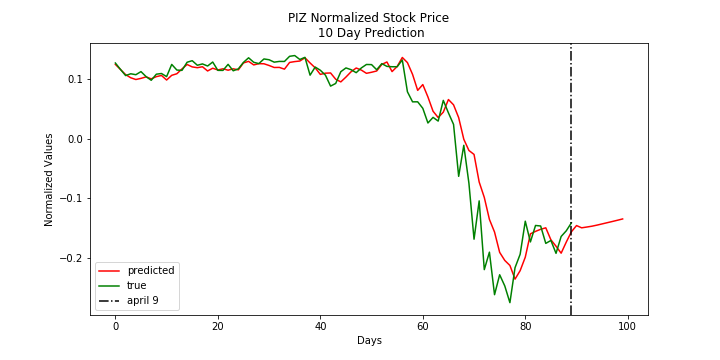 PIZ Normalized Stock Price
10 Day Prediction
Normalized Values
0.1
0.0
−0.1
−0.2
predicted
true
april 9
0
20
40
60
80
100
Days